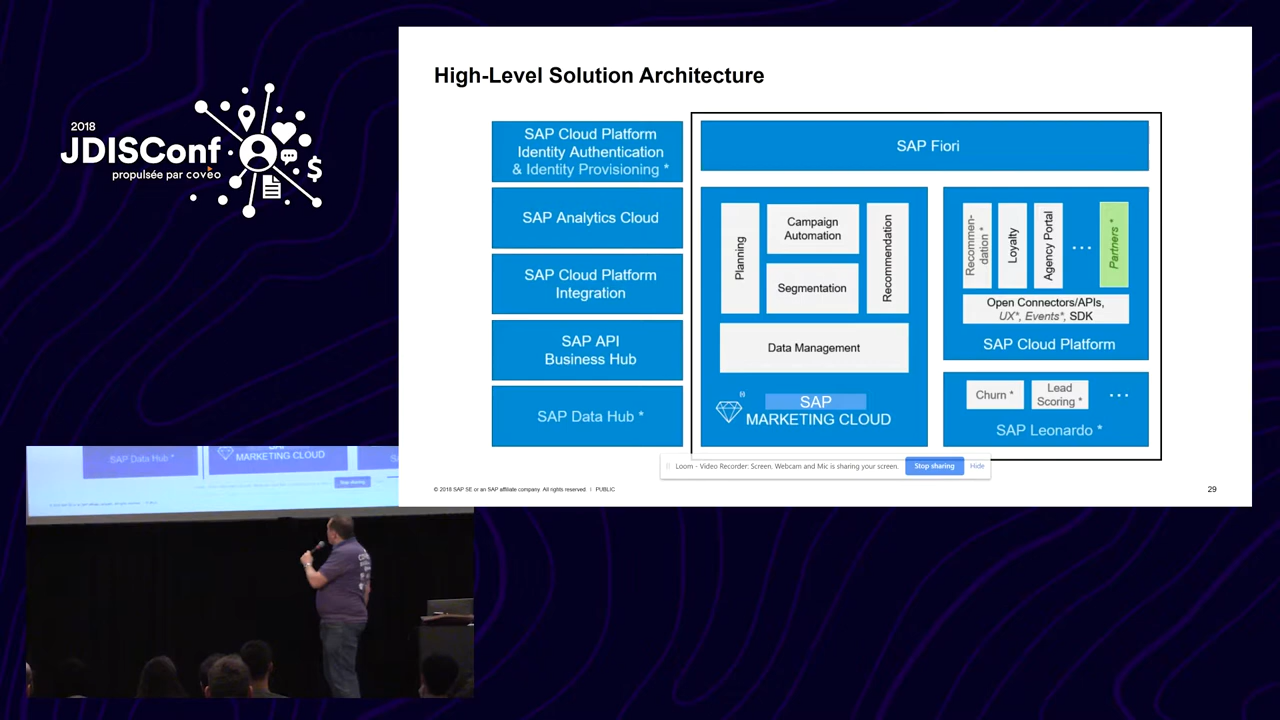 2018
JDISConf
propulsée par coveo
$
High-Level Solution Architecture
SAP Cloud Platform
Identity Authentication
& Identity Provisioning *
SAP Analytics Cloud
SAP Cloud Platform
Integration
SAP API
Business Hub
SAP Data Hub *
SAP Fiori
Planning
Campaign
Automation
Segmentation
Recommendation
Data Management
SAP
MARKETING CLOUD
Recommen-
dation *
Loyalty
Agency Portal
...
Partners *
Open Connectors/APIs,
UX*, Events*, SDK
SAP Cloud Platform
Churn *
Lead
Scoring *
...
SAP Leonardo *
Loom - Video Recorder: Screen, Webcam and Mic is sharing your screen.
Stop sharing
Hide
© 2018 SAP SE or an SAP affiliate company. All rights reserved. | PUBLIC
29
SAP Data Hub *
MARKETING CLOUD
Stop sharing